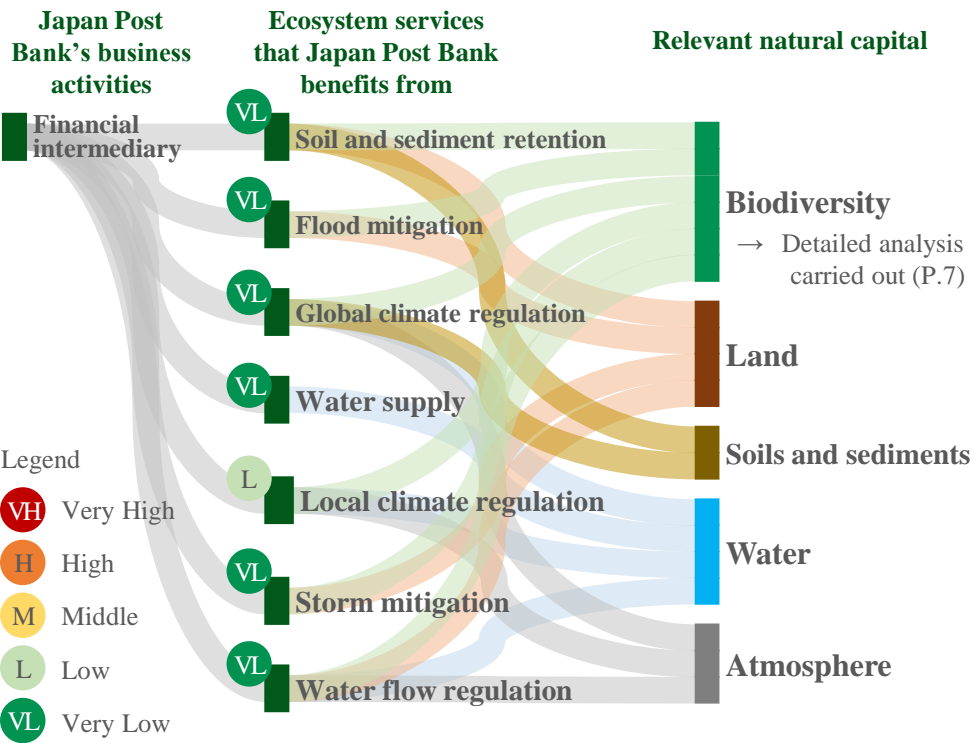 Japan Post
Bank's business
activities
Ecosystem services
that Japan Post Bank
benefits from
Relevant natural capital
Financial
intermediary
VL
Soil and sediment retention
VL
Flood mitigation
VL
Global climate regulation
VL
Water supply
L
Local climate regulation
VL
Storm mitigation
VL
Water flow regulation
Biodiversity
→ Detailed analysis
carried out (P.7)
Land
Soils and sediments
Water
Atmosphere
Legend
VH Very High
H High
M Middle
L Low
VL Very Low